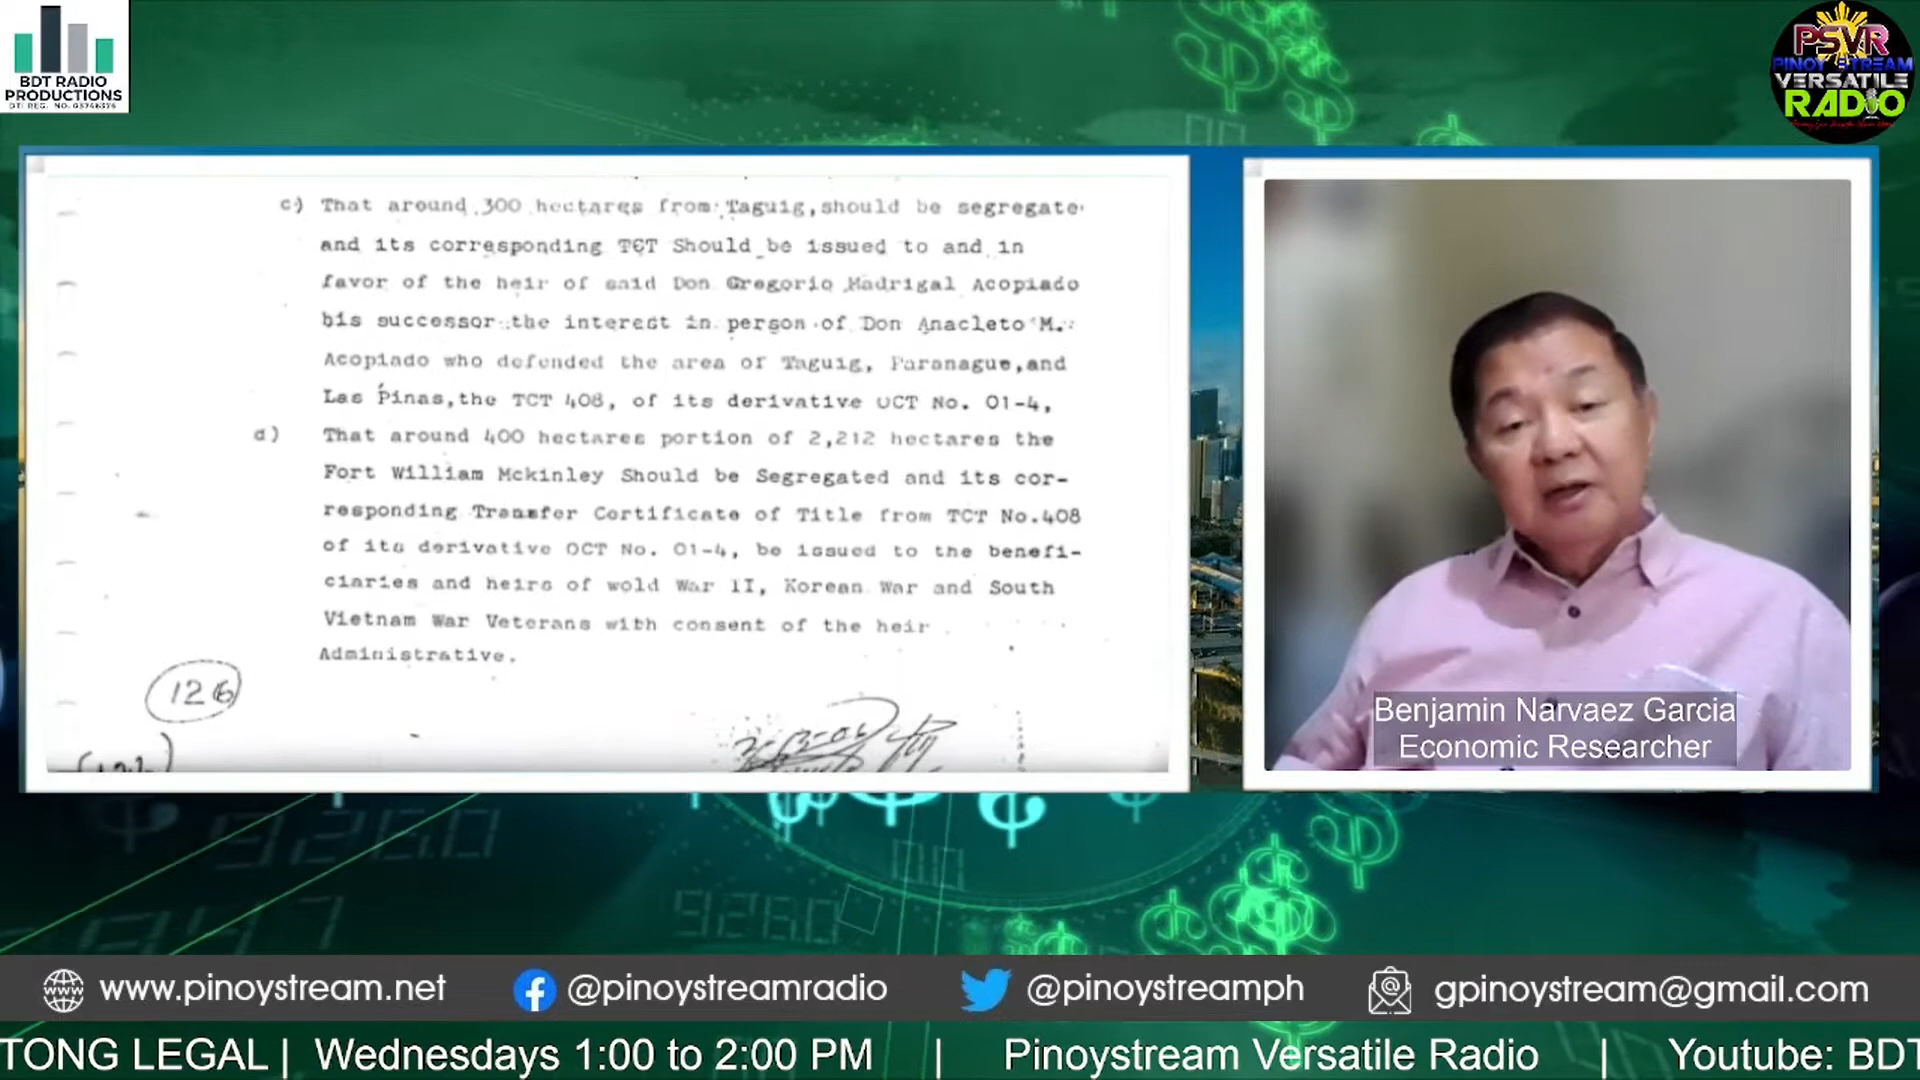 BDT RADIO
PRODUCTIONS
DTI REG. NO. 03746376
PSVR
PINOY STREAM
VERSATILE
RADIO
c) That around 300 hectares from Taguig, should be segregate
and its corresponding TCT Should be issued to and in
favor of the heir of said Don Gregorio Madrigal Acopiado
his successor the interest in person of Don Anacleto M.
Acopiado who defended the area of Taguig, Paranague, and
Las Pinas, the TCT 408, of its derivative OCT No. 01-4,
d) That around 400 hectares portion of 2,212 hectares the
Fort William Mckinley Should be Segregated and its cor-
responding Transfer Certificate of Title from TCT No.408
of its derivative OCT No. 01-4, be issued to the benefi-
ciaries and heirs of wold War II, Korean War and South
Vietnam War Veterans with consent of the heir
Administrative.
126
Benjamin Narvaez Garcia
Economic Researcher
9260
00
9260
www.pinoystream.net @pinoystreamradio @pinoystreamph gpinoystream@gmail.com
TONG LEGAL | Wednesdays 1:00 to 2:00 PM | Pinoystream Versatile Radio | Youtube: BDT